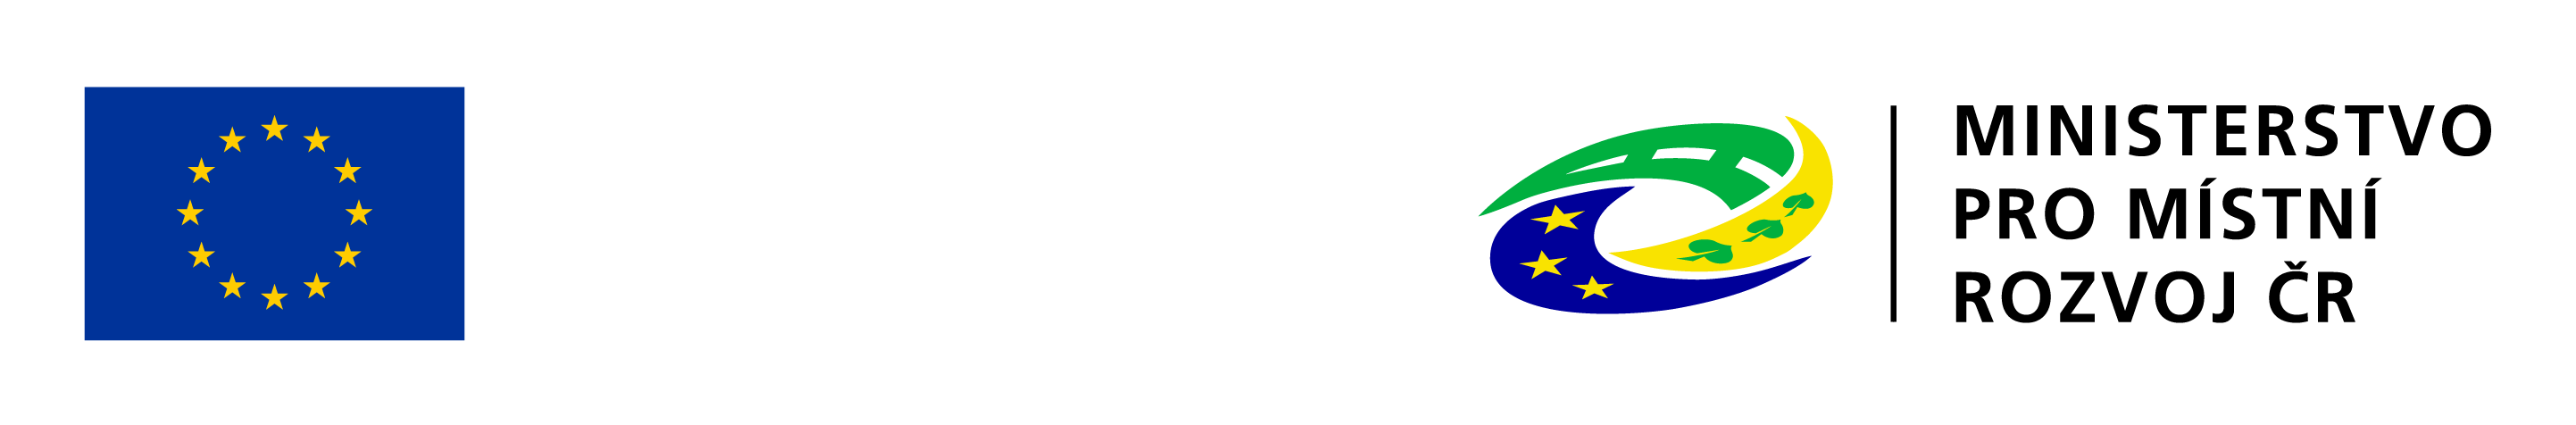 MINISTERSTVO
PRO MÍSTNÍ
ROZVOJ ČR